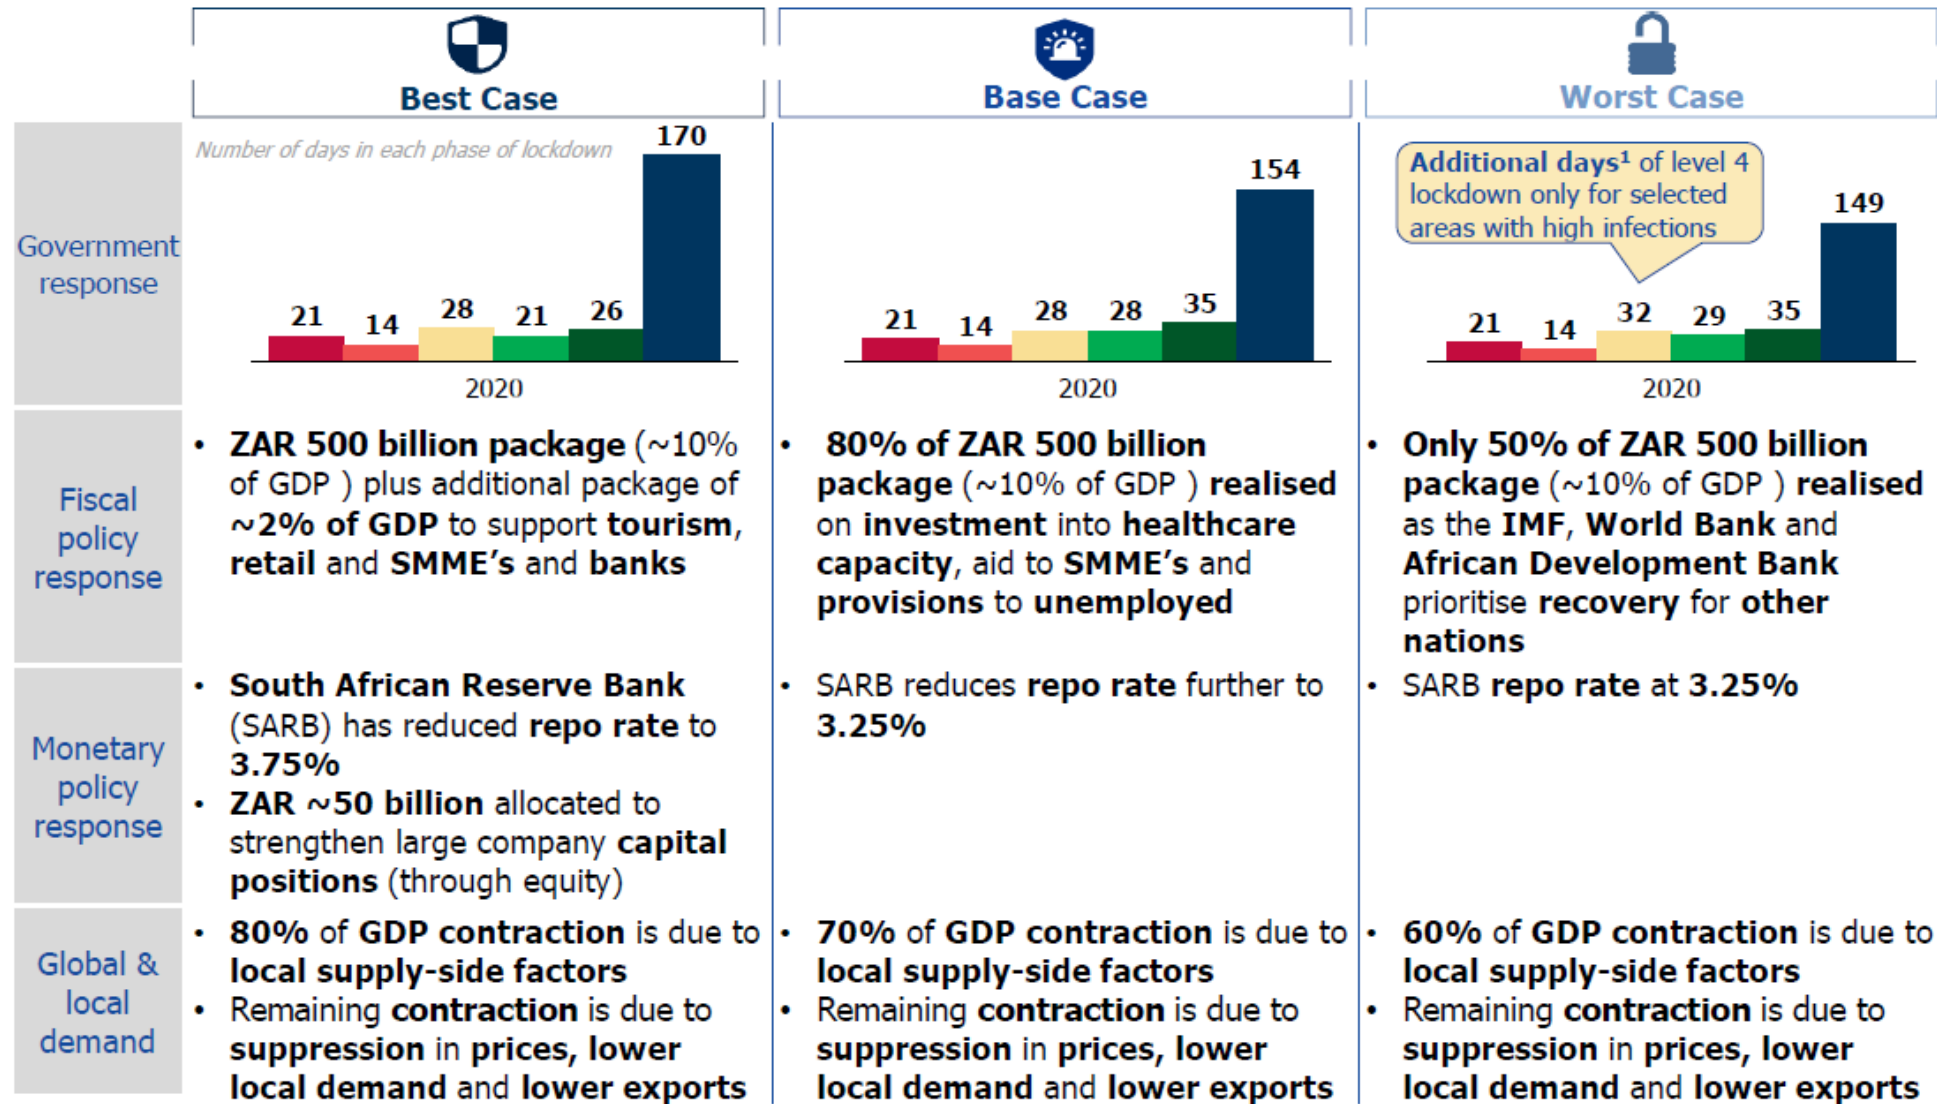 Best Case
Base Case
Worst Case
Government
response
Number of days in each phase of lockdown
21
14
28
21
26
170
2020
21
14
28
28
35
154
2020
Additional days¹ of level 4
lockdown only for selected
areas with high infections
21
14
32
29
35
149
2020
Fiscal
policy
response
• ZAR 500 billion package (~10%
of GDP ) plus additional package of
~2% of GDP to support tourism,
retail and SMME's and banks
• 80% of ZAR 500 billion
package (~10% of GDP ) realised
on investment into healthcare
capacity, aid to SMME's and
provisions to unemployed
• Only 50% of ZAR 500 billion
package (~10% of GDP ) realised
as the IMF, World Bank and
African Development Bank
prioritise recovery for other
nations
Monetary
policy
response
• South African Reserve Bank
(SARB) has reduced repo rate to
3.75%
• ZAR ~50 billion allocated to
strengthen large company capital
positions (through equity)
• SARB reduces repo rate further to
3.25%
• SARB repo rate at 3.25%
Global &
local
demand
• 80% of GDP contraction is due to
local supply-side factors
• Remaining contraction is due to
suppression in prices, lower
local demand and lower exports
• 70% of GDP contraction is due to
local supply-side factors
• Remaining contraction is due to
suppression in prices, lower
local demand and lower exports
• 60% of GDP contraction is due to
local supply-side factors
• Remaining contraction is due to
suppression in prices, lower
local demand and lower exports